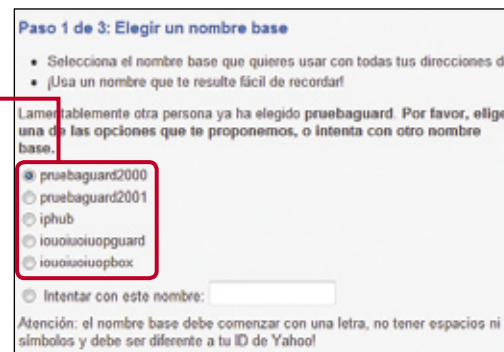 Paso 1 de 3: Elegir un nombre base
• Selecciona el nombre base que quieres usar con todas tus direcciones d
• ¡Usa un nombre que te resulte fácil de recordar!
Lamentablemente otra persona ya ha elegido pruebaguard. Por favor, elige
una de las opciones que te proponemos, o intenta con otro nombre
base.
pruebaguard2000
pruebaguard2001
iphub
iouoiuoiuopguard
iouoiuoiuopbox
Intentar con este nombre:
Atención: el nombre base debe comenzar con una letra, no tener espacios ni
símbolos y debe ser diferente a tu ID de Yahoo!